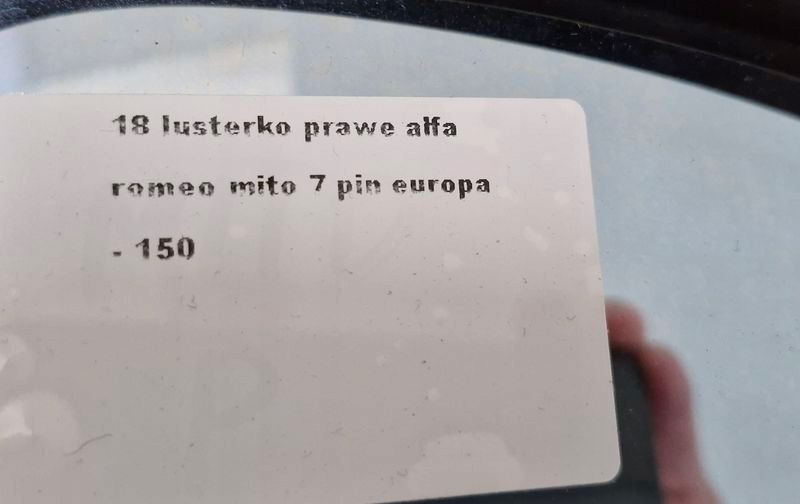 18 lusterko prawe alfa
romeo mito 7 pin europa
- 150